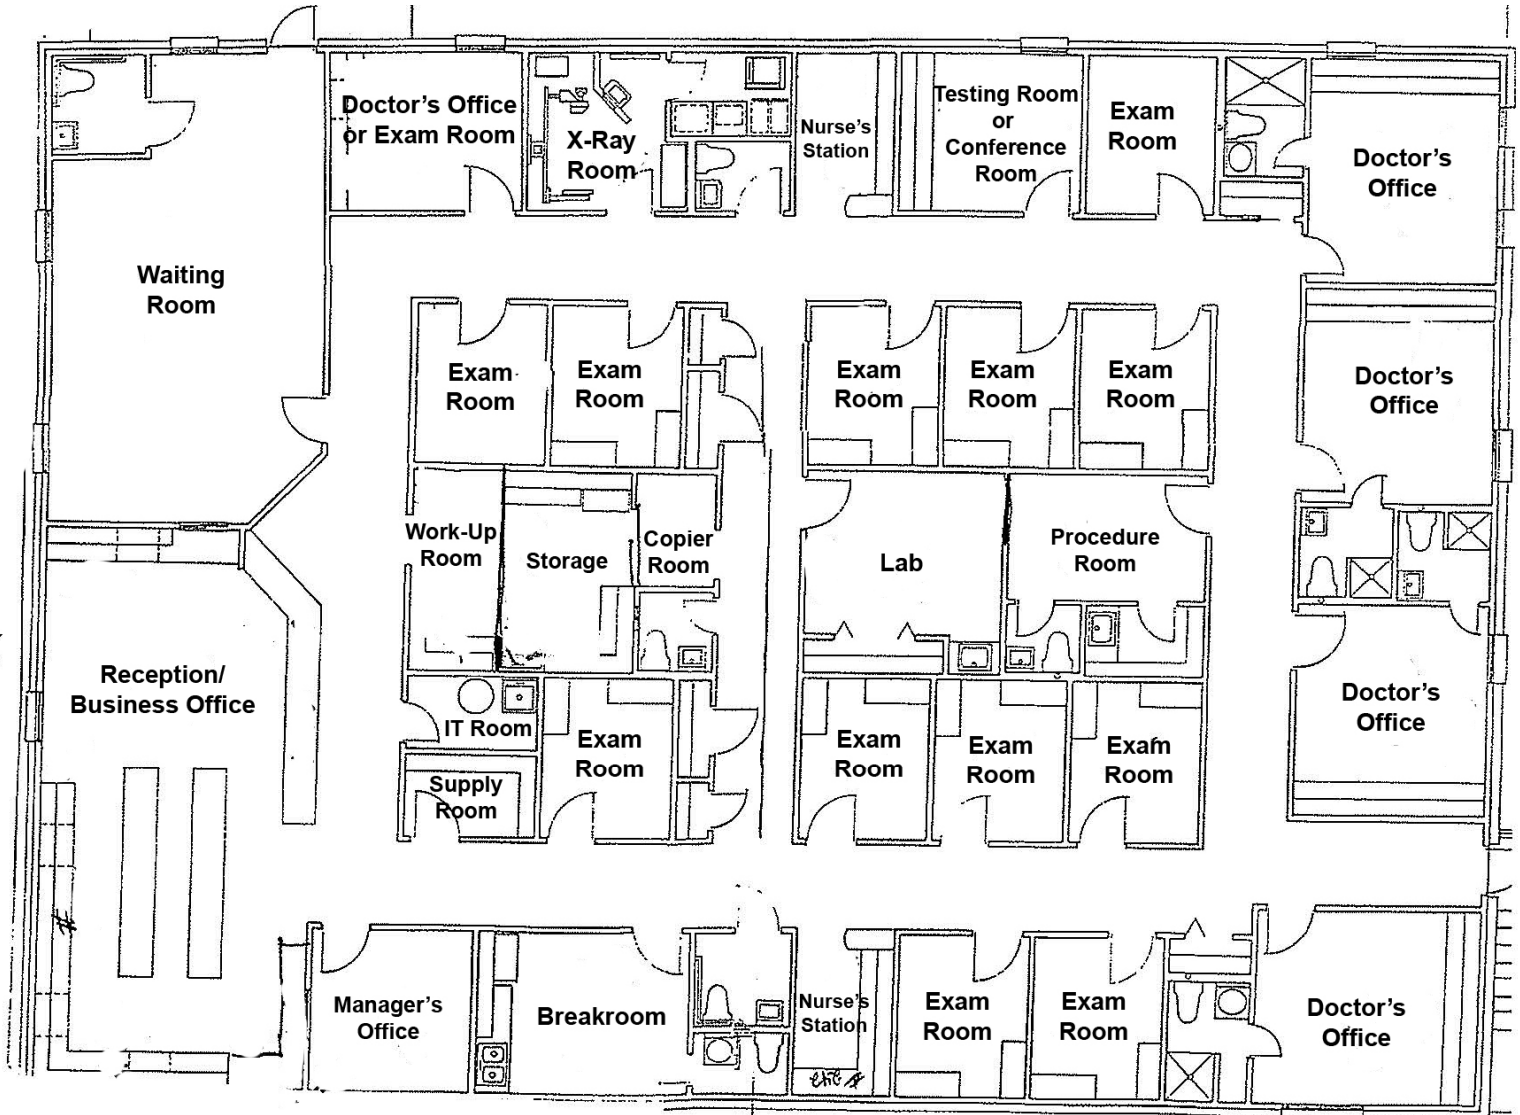 Doctor's Office
or Exam Room
X-Ray
Room
Nurse's
Station
Testing Room
or
Conference
Room
Exam
Room
Doctor's
Office
Waiting
Room
Exam
Room
Exam
Room
Exam
Room
Exam
Room
Exam
Room
Doctor's
Office
Work-Up
Room
Storage
Copier
Room
Lab
Procedure
Room
Reception/
Business Office
IT Room
Supply
Room
Exam
Room
Exam
Room
Exam
Room
Exam
Room
Doctor's
Office
Manager's
Office
Breakroom
Nurse's
Station
Exam
Room
Exam
Room
Doctor's
Office